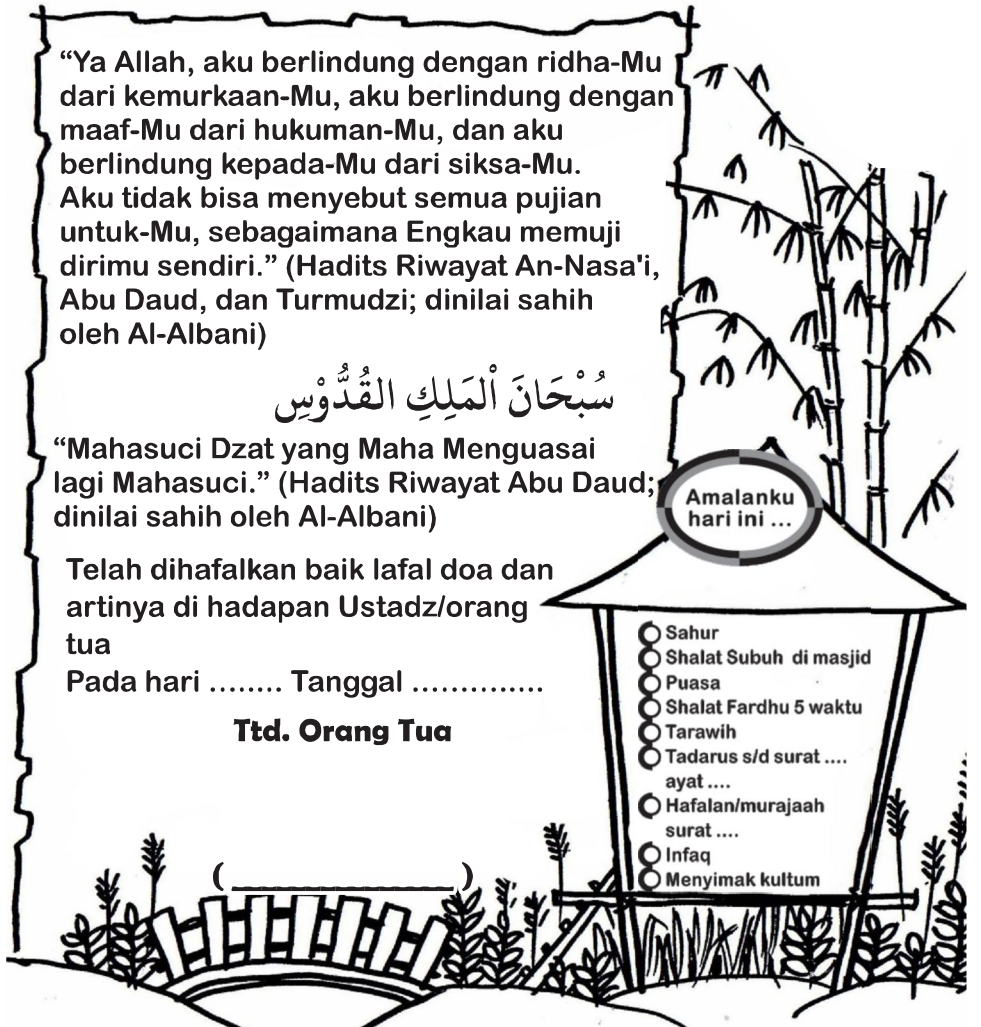 “Ya Allah, aku berlindung dengan ridha-Mu
dari kemurkaan-Mu, aku berlindung dengan
maaf-Mu dari hukuman-Mu, dan aku
berlindung kepada-Mu dari siksa-Mu.
Aku tidak bisa menyebut semua pujian
untuk-Mu, sebagaimana Engkau memuji
dirimu sendiri.” (Hadits Riwayat An-Nasa'i,
Abu Daud, dan Turmudzi; dinilai sahih
oleh Al-Albani)
سُبْحَانَ اْلمَلِكِ القُدُّوْسِ
“Mahasuci Dzat yang Maha Menguasai
lagi Mahasuci.” (Hadits Riwayat Abu Daud;
dinilai sahih oleh Al-Albani)
Telah dihafalkan baik lafal doa dan
artinya di hadapan Ustadz/orang
tua
Pada hari ........ Tanggal ..............
Ttd. Orang Tua
( ______________ )
Amalanku
hari ini ...
Sahur
Shalat Subuh di masjid
Puasa
Shalat Fardhu 5 waktu
Tarawih
Tadarus s/d surat ....
ayat ....
Hafalan/murajaah
surat ....
Infaq
Menyimak kultum